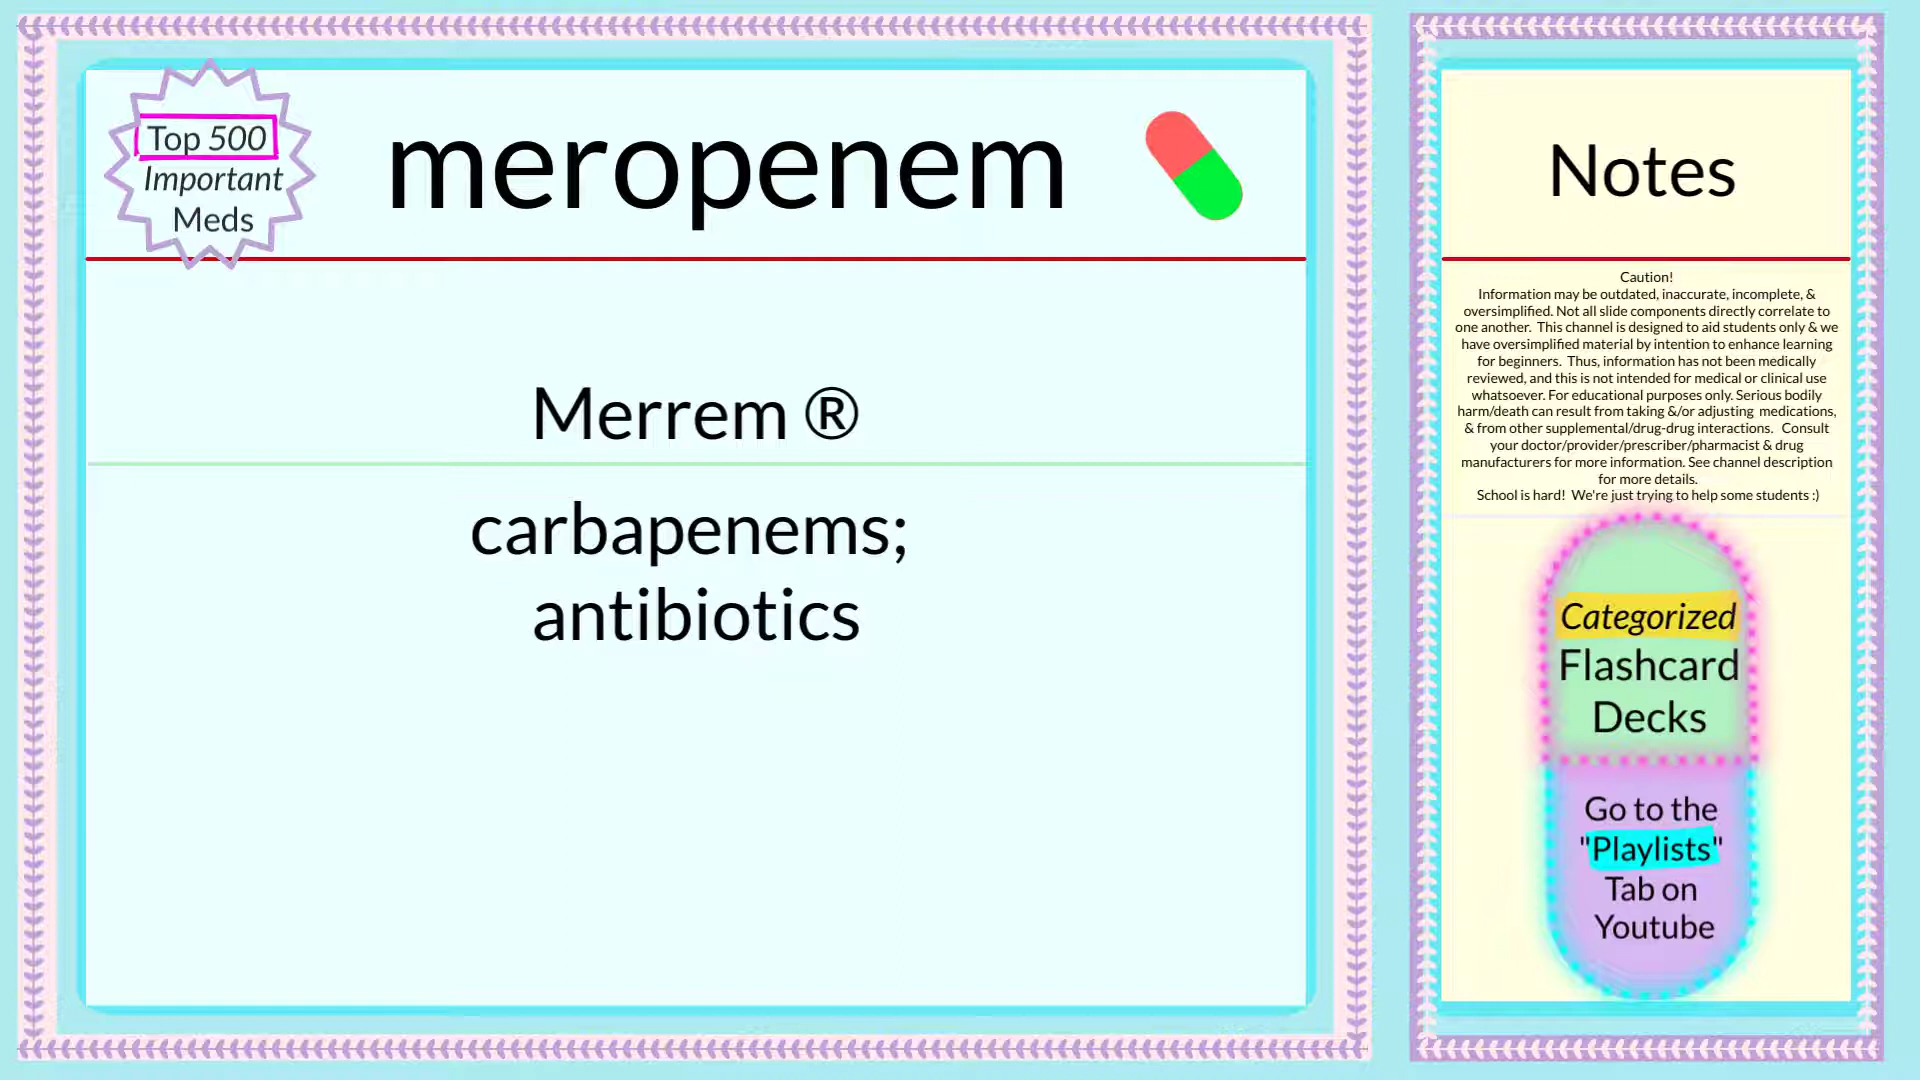 Top 500
Important
Meds
meropenem
Merrem ®
carbapenems;
antibiotics
Notes
Caution!
Information may be outdated, inaccurate, incomplete, &
oversimplified. Not all slide components directly correlate to
one another. This channel is designed to aid students only & we
have oversimplified material by intention to enhance learning
for beginners. Thus, information has not been medically
reviewed, and this is not intended for medical or clinical use
whatsoever. For educational purposes only. Serious bodily
harm/death can result from taking &/or adjusting medications,
& from other supplemental/drug-drug interactions. Consult
your doctor/provider/prescriber/pharmacist & drug
manufacturers for more information. See channel description
for more details.
School is hard! We're just trying to help some students :)
Categorized
Flashcard
Decks
Go to the
"Playlists"
Tab on
Youtube